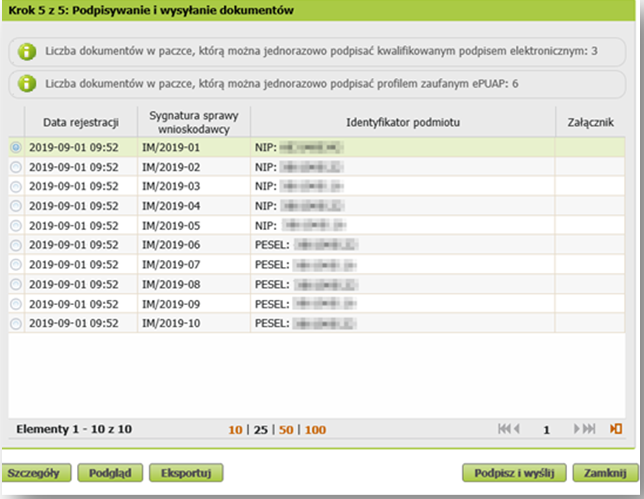 Krok 5 z 5: Podpisywanie i wysyłanie dokumentów
Liczba dokumentów w paczce, którą można jednorazowo podpisać kwalifikowanym podpisem elektronicznym: 3
Liczba dokumentów w paczce, którą można jednorazowo podpisać profilem zaufanym ePUAP: 6
Data rejestracji Sygnatura sprawy wnioskodawcy Identyfikator podmiotu Załącznik
2019-09-01 09:52 IM/2019-01 NIP:
2019-09-01 09:52 IM/2019-02 NIP:
2019-09-01 09:52 IM/2019-03 NIP:
2019-09-01 09:52 IM/2019-04 NIP:
2019-09-01 09:52 IM/2019-05 NIP:
2019-09-01 09:52 IM/2019-06 PESEL:
2019-09-01 09:52 IM/2019-07 PESEL:
2019-09-01 09:52 IM/2019-08 PESEL:
2019-09-01 09:52 IM/2019-09 PESEL:
2019-09-01 09:52 IM/2019-10 PESEL:
Elementy 1 - 10 z 10 10 | 25 | 50 | 100 1
Szczegóły Podgląd Eksportuj Podpisz i wyślij Zamknij